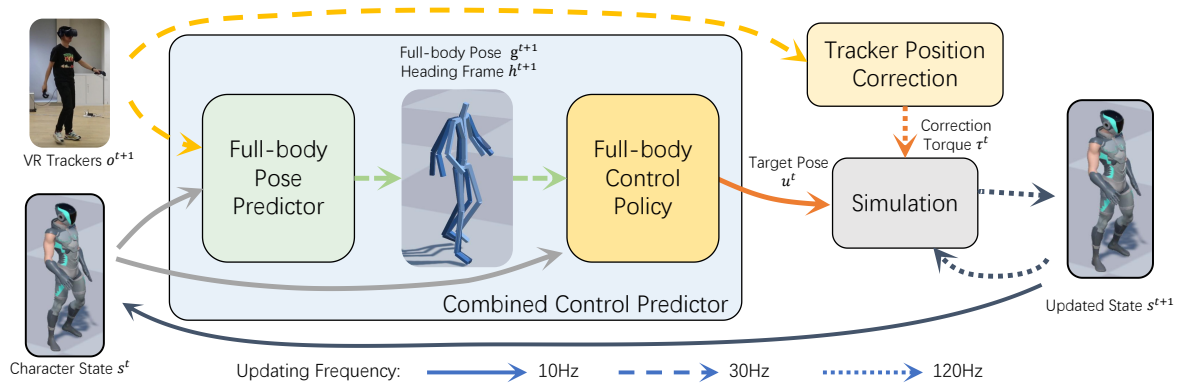 Full-body Pose g^{t+1}
Heading Frame h^{t+1}
Tracker Position
Correction
VR Trackers o^{t+1}
Full-body
Pose
Predictor
Full-body
Control
Policy
Correction
Torque τ^t
Target Pose
u^t
Simulation
Combined Control Predictor
Updated State s^{t+1}
Character State s^t
Updating Frequency: 10Hz 30Hz 120Hz